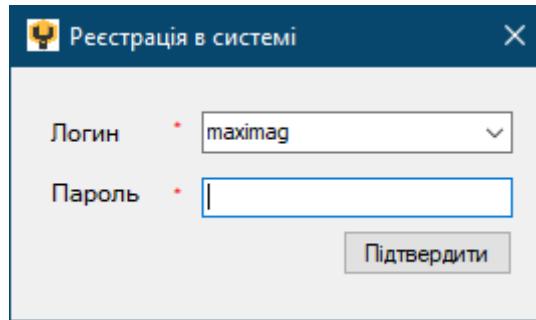 Реєстрація в системі
Логин * maximag
Пароль *
Підтвердити